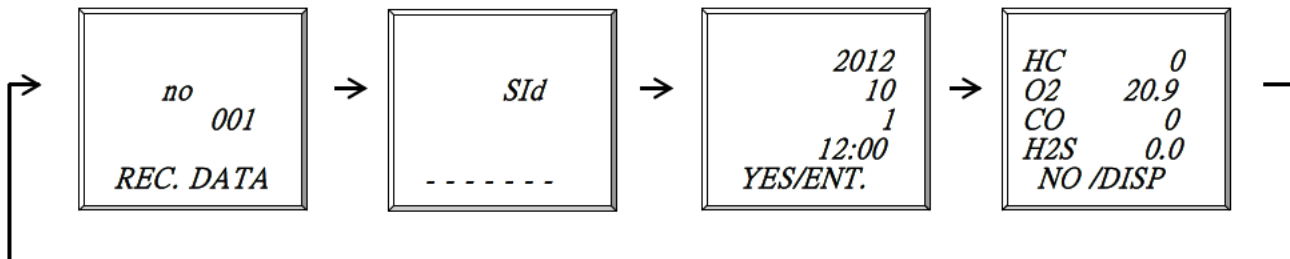 no
001
REC. DATA
SId
- - - - - - -
2012
10
1
12:00
YES/ENT.
HC 0
O2 20.9
CO 0
H2S 0.0
NO /DISP